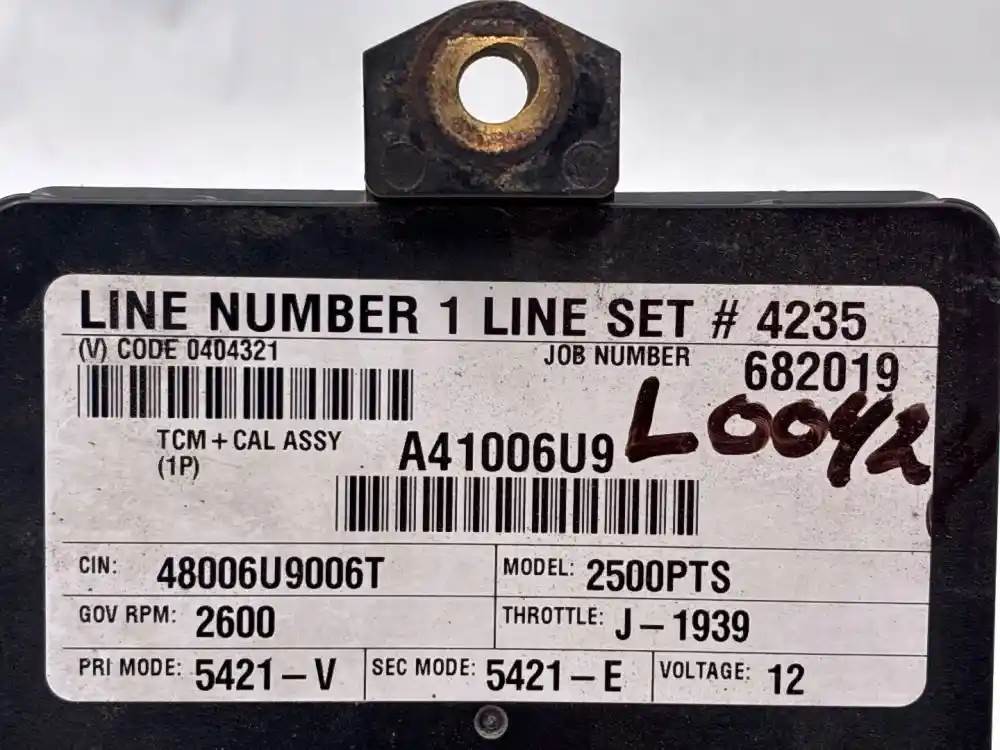 LINE NUMBER 1 LINE SET # 4235
(V) CODE 0404321
JOB NUMBER 682019
L0042
TCM + CAL ASSY
(1P)
A41006U9
CIN: 48006U9006T
MODEL: 2500PTS
GOV RPM: 2600
THROTTLE: J-1939
PRI MODE: 5421-V
SEC MODE: 5421-E
VOLTAGE: 12